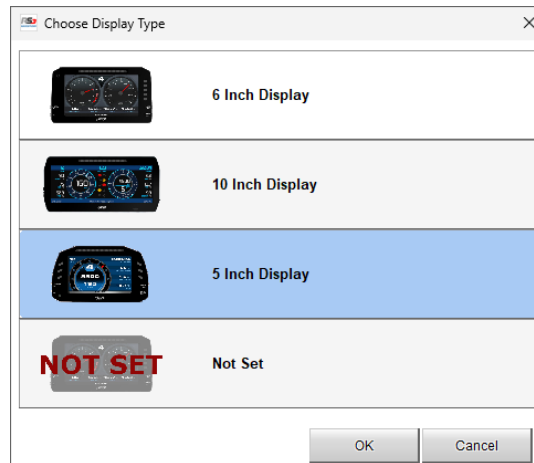 Choose Display Type
6 Inch Display
10 Inch Display
5 Inch Display
NOT SET
Not Set
OK
Cancel